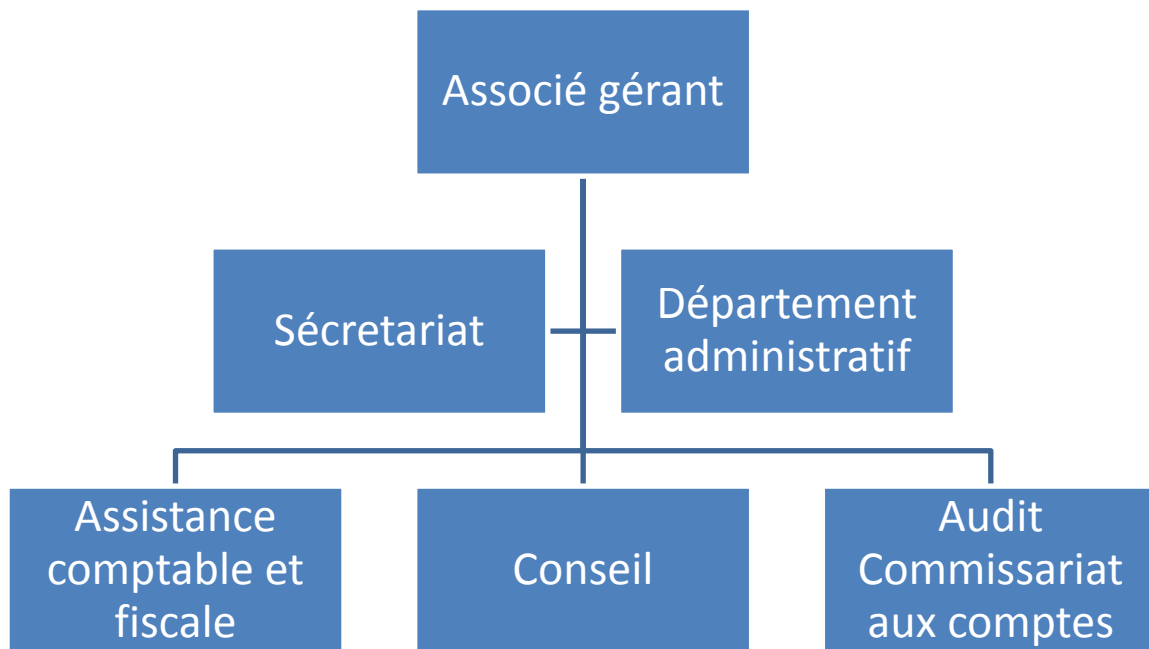 Associé gérant
Sécretariat
Département
administratif
Assistance
comptable et
fiscale
Conseil
Audit
Commissariat
aux comptes